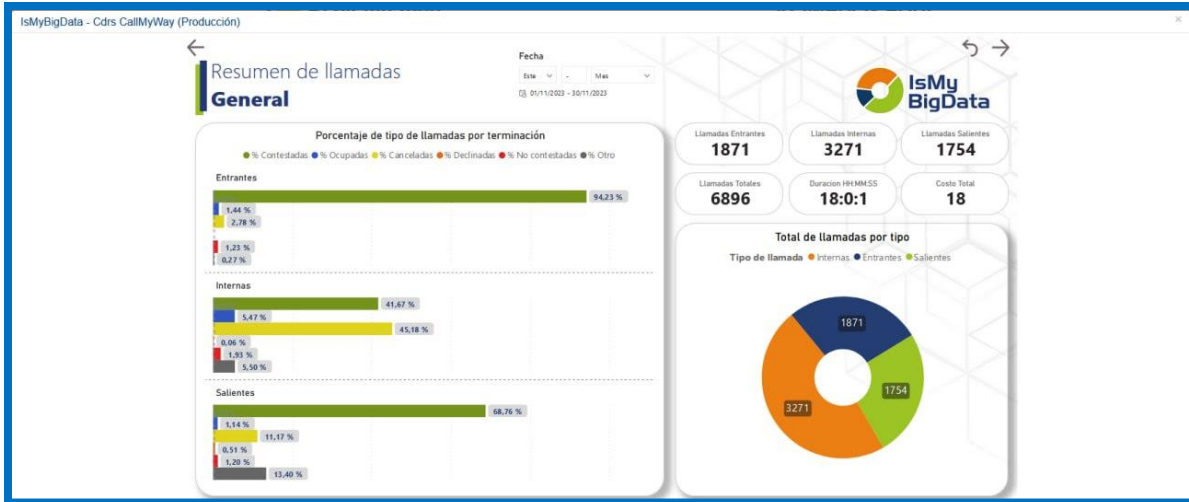 IsMyBigData - Cdrs CallMyWay (Producción)
Resumen de llamadas
General
Fecha
Este - Mes
01/11/2023 - 30/11/2023
IsMy
BigData
Porcentaje de tipo de llamadas por terminación
% Contestadas % Ocupadas % Canceladas % Declinadas % No contestadas % Otro
Entrantes
94,23 %
1,44 %
2,78 %
1,23 %
0,27 %
Internas
41,67 %
5,47 %
45,18 %
0,06 %
1,93 %
5,50 %
Salientes
68,76 %
1,14 %
11,17 %
0,51 %
1,20 %
13,40 %
Llamadas Entrantes
1871
Llamadas Internas
3271
Llamadas Salientes
1754
Llamadas Totales
6896
Duracion HH:MM:SS
18:0:1
Costo Total
18
Total de llamadas por tipo
Tipo de llamada Internas Entrantes Salientes
1871
1754
3271